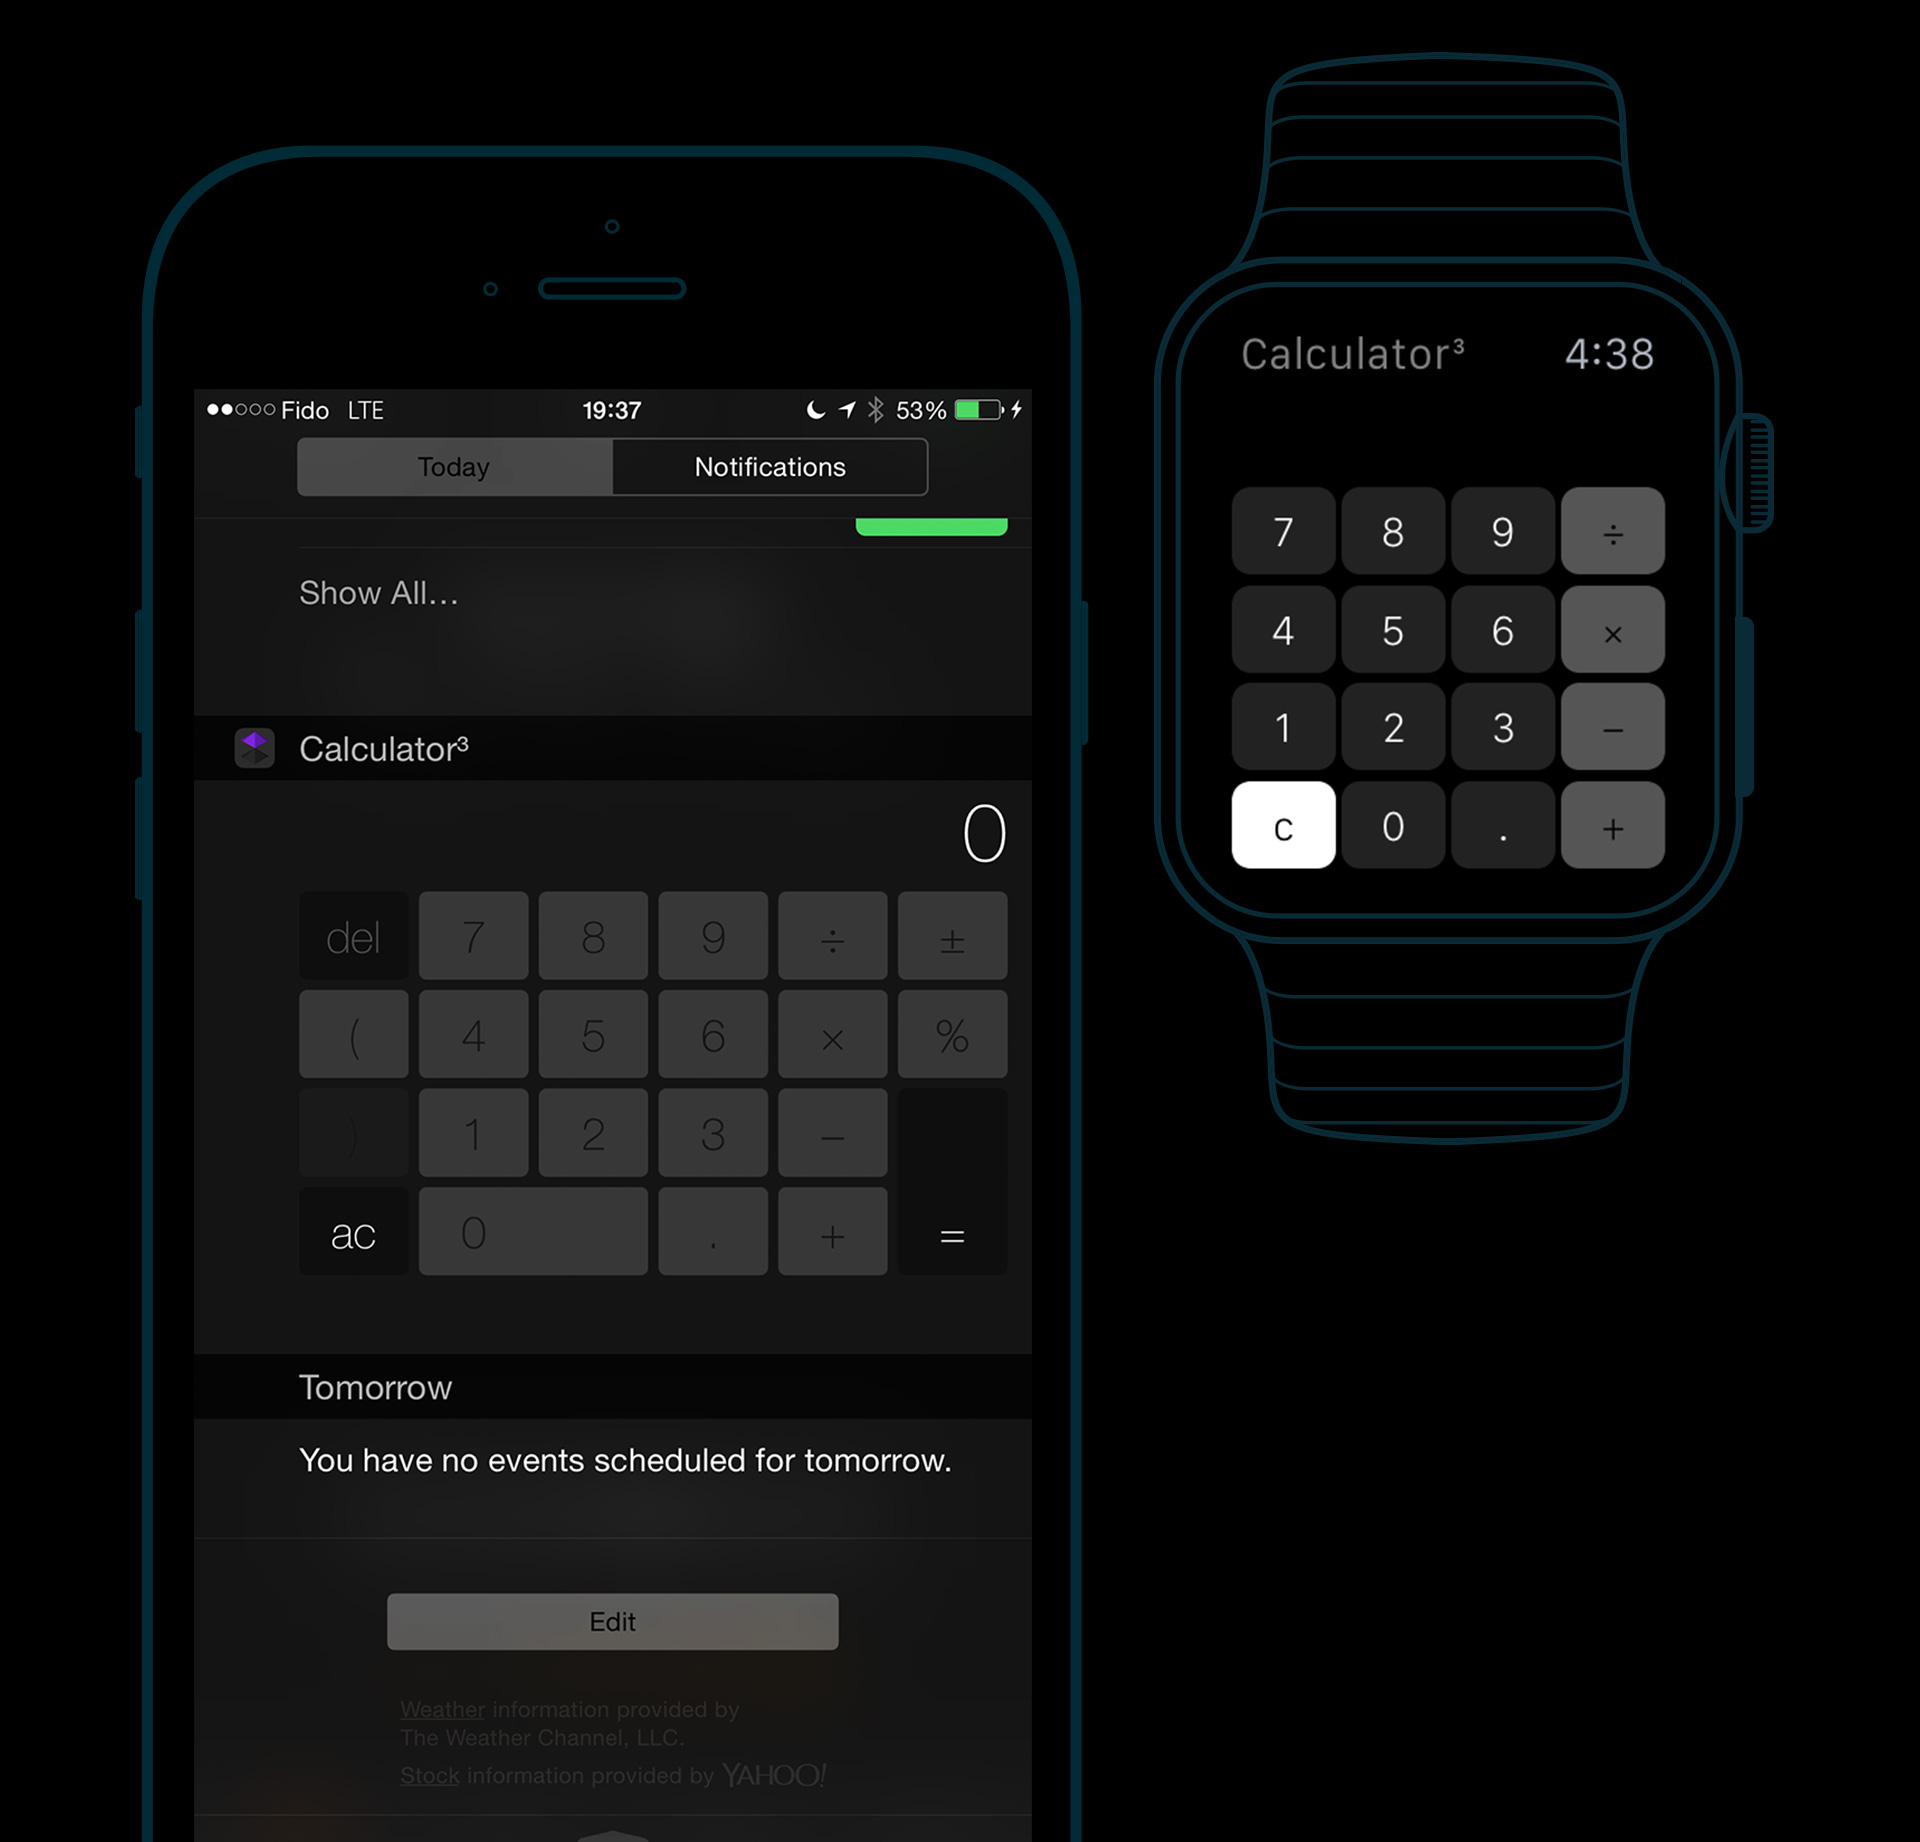 Fido LTE 19:37 53%
Today Notifications
Show All...
Calculator³
0
del 7 8 9 ÷ ±
( 4 5 6 × %
) 1 2 3 −
ac 0 . + =
Tomorrow
You have no events scheduled for tomorrow.
Edit
Weather information provided by
The Weather Channel, LLC.
Stock information provided by YAHOO!
Calculator³ 4:38
7 8 9 ÷
4 5 6 ×
1 2 3 −
c 0 . +